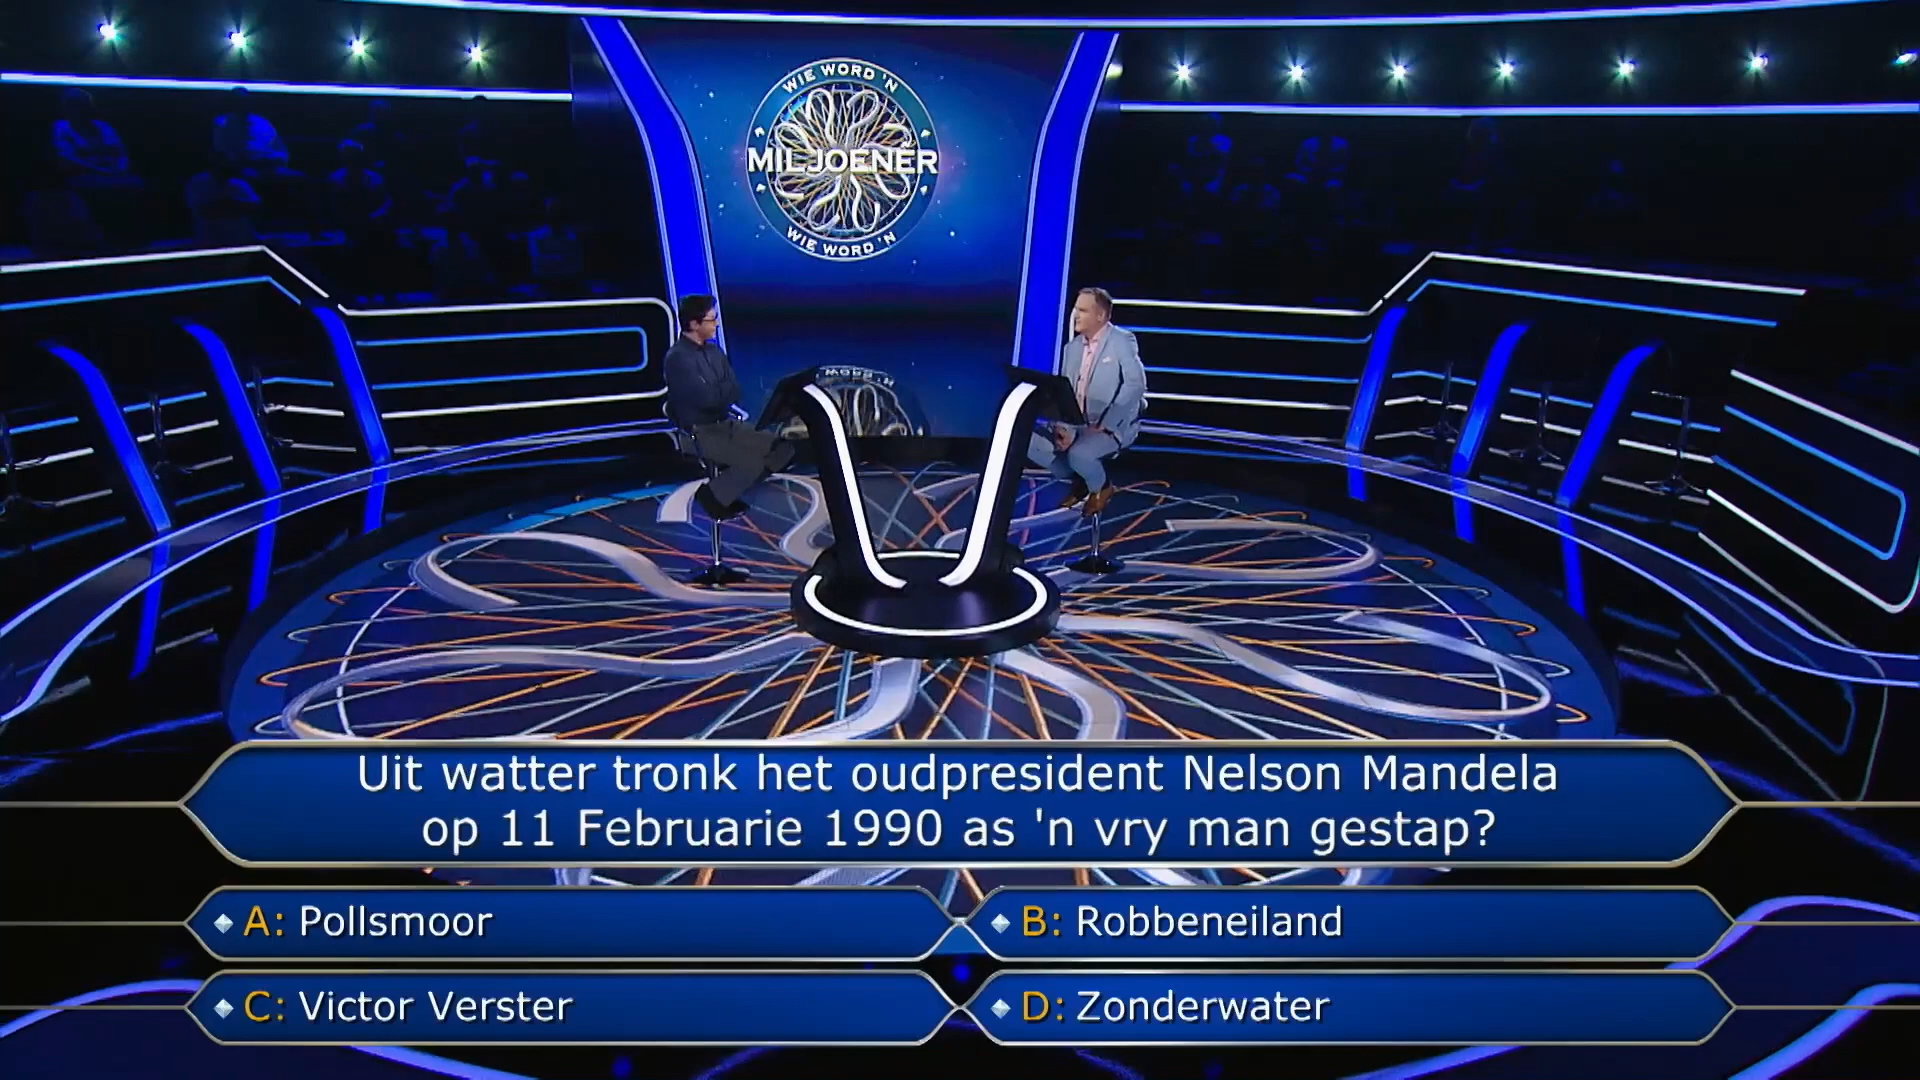 WIE WORD 'N
MILJOENÊR
WIE WORD 'N
Uit watter tronk het oudpresident Nelson Mandela
op 11 Februarie 1990 as 'n vry man gestap?
A: Pollsmoor
B: Robbeneiland
C: Victor Verster
D: Zonderwater